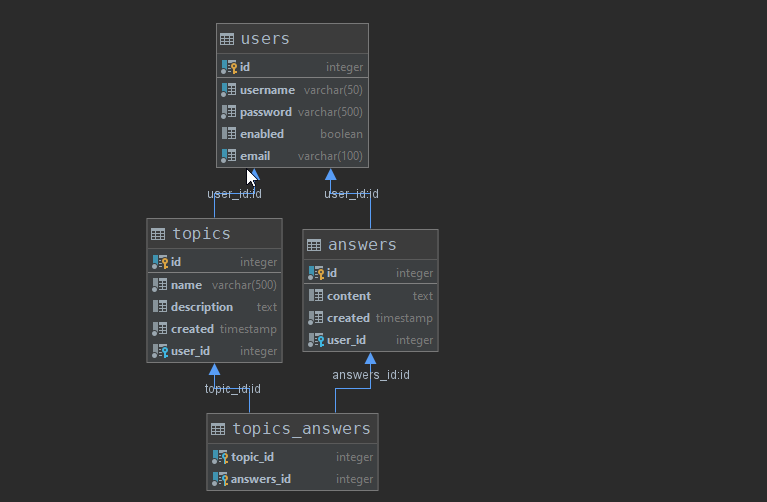 users
id integer
username varchar(50)
password varchar(500)
enabled boolean
email varchar(100)
user_id:id user_id:id
topics
id integer
name varchar(500)
description text
created timestamp
user_id integer
answers
id integer
content text
created timestamp
user_id integer
topic_id:id answers_id:id
topics_answers
topic_id integer
answers_id integer